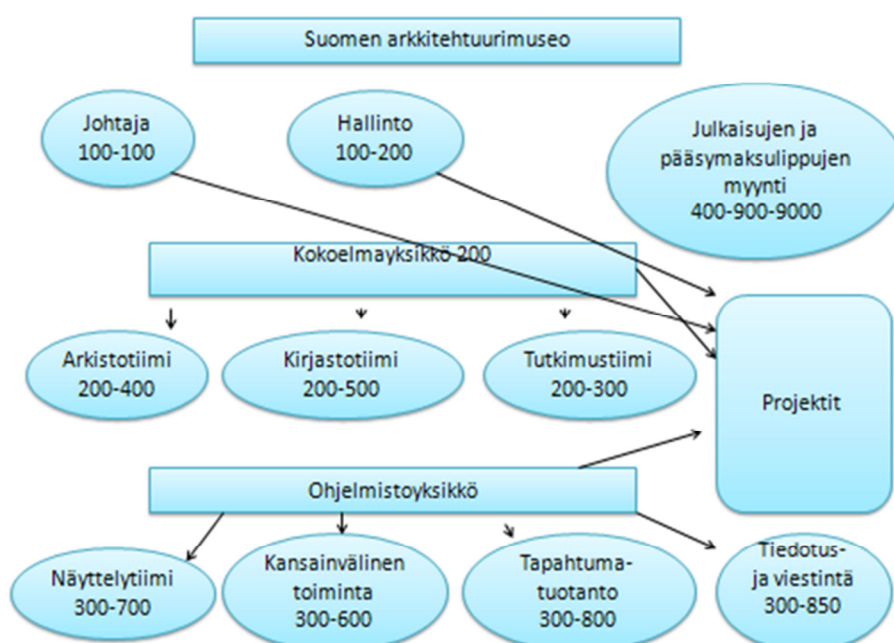 Suomen arkkitehtuurimuseo
Johtaja
100-100
Hallinto
100-200
Julkaisujen ja
pääsymaksulippujen
myynti
400-900-9000
Kokoelmayksikkö 200
Arkistotiimi
200-400
Kirjastotiimi
200-500
Tutkimustiimi
200-300
Projektit
Ohjelmistoyksikkö
Näyttelytiimi
300-700
Kansainvälinen
toiminta
300-600
Tapahtuma-
tuotanto
300-800
Tiedotus-
ja viestintä
300-850